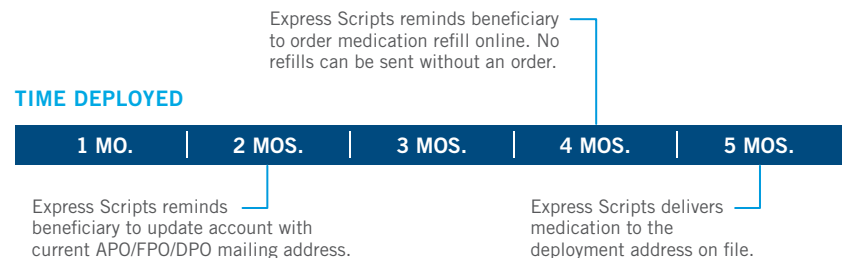 Express Scripts reminds beneficiary
to order medication refill online. No
refills can be sent without an order.
TIME DEPLOYED
1 MO.
2 MOS.
3 MOS.
4 MOS.
5 MOS.
Express Scripts reminds
beneficiary to update account with
current APO/FPO/DPO mailing address.
Express Scripts delivers
medication to the
deployment address on file.